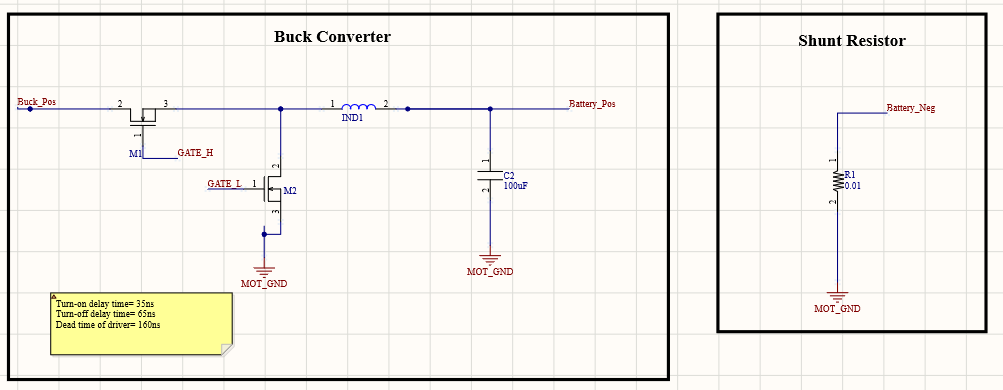 Buck Converter
Buck_Pos
2
3
1
M1
GATE_H
1
2
IND1
Battery_Pos
GATE_L
1
2
M2
3
MOT_GND
1
C2
2
100uF
MOT_GND
Turn-on delay time= 35ns
Turn-off delay time= 65ns
Dead time of driver= 160ns
Shunt Resistor
Battery_Neg
1
R1
0.01
2
MOT_GND